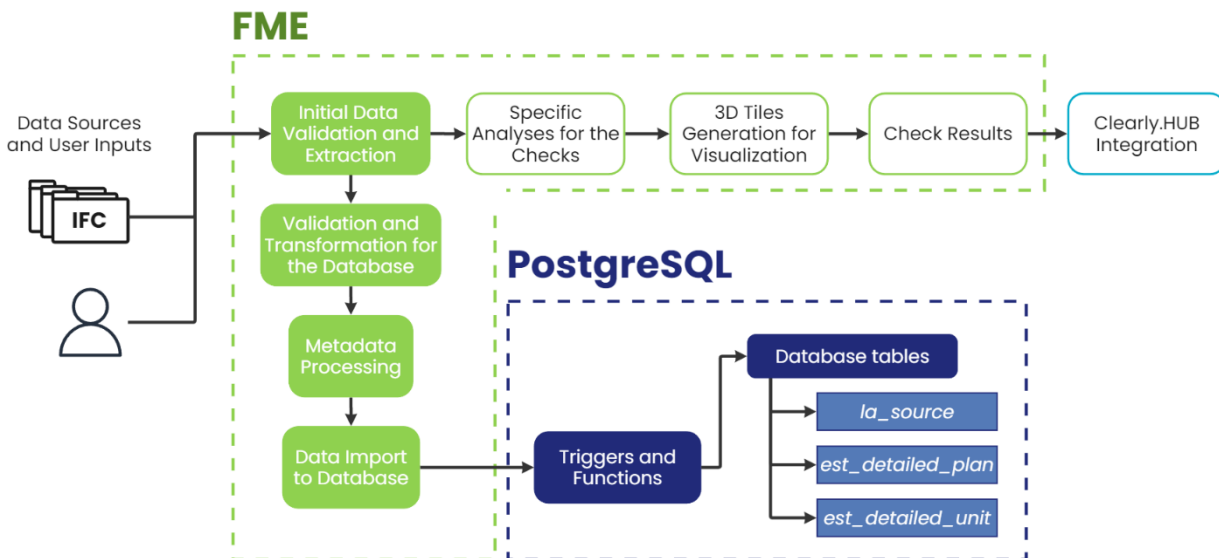 FME
Data Sources
and User Inputs
IFC
Initial Data
Validation and
Extraction
Specific
Analyses for the
Checks
3D Tiles
Generation for
Visualization
Check Results
Clearly.HUB
Integration
Validation and
Transformation for
the Database
Metadata
Processing
Data Import
to Database
PostgreSQL
Triggers and
Functions
Database tables
la_source
est_detailed_plan
est_detailed_unit